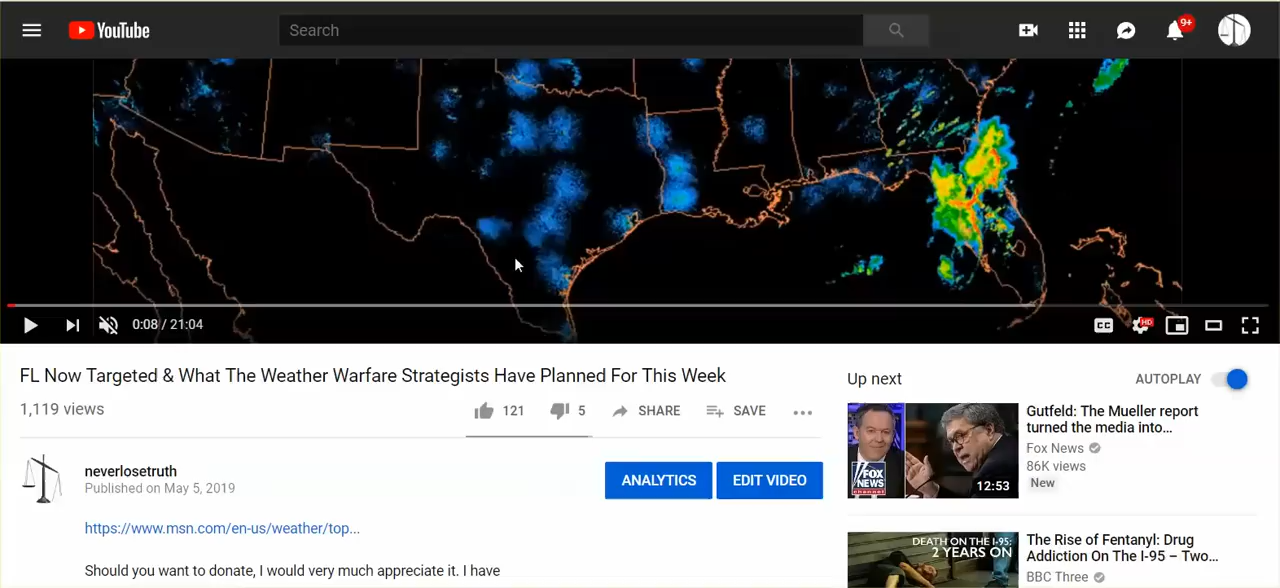 YouTube
Search
9+
0:08 / 21:04
CC
HD
FL Now Targeted & What The Weather Warfare Strategists Have Planned For This Week
1,119 views
121
5
SHARE
SAVE
neverlosetruth
Published on May 5, 2019
ANALYTICS
EDIT VIDEO
https://www.msn.com/en-us/weather/top...
Should you want to donate, I would very much appreciate it. I have
Up next
AUTOPLAY
FOX
NEWS
channel
12:53
Gutfeld: The Mueller report
turned the media into...
Fox News
86K views
New
DEATH ON THE I-95:
2 YEARS ON
The Rise of Fentanyl: Drug
Addiction On The I-95 – Two...
BBC Three